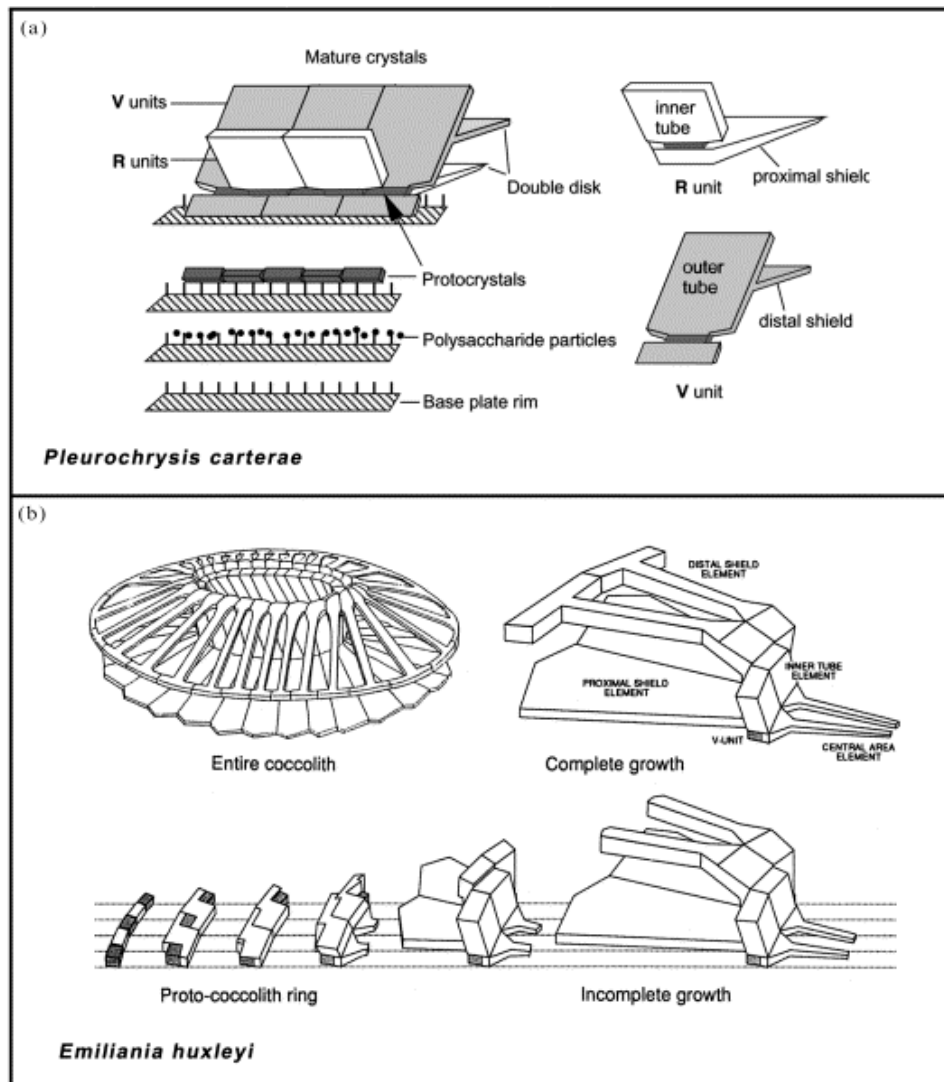 (a)
Mature crystals
V units
R units
Double disk
Protocrystals
Polysaccharide particles
Base plate rim
inner
tube
proximal shield
R unit
outer
tube
distal shield
V unit
Pleurochrysis carterae
(b)
Entire coccolith
DISTAL SHIELD
ELEMENT
PROXIMAL SHIELD
ELEMENT
INNER TUBE
ELEMENT
V-UNIT
CENTRAL AREA
ELEMENT
Complete growth
Proto-coccolith ring
Incomplete growth
Emiliania huxleyi